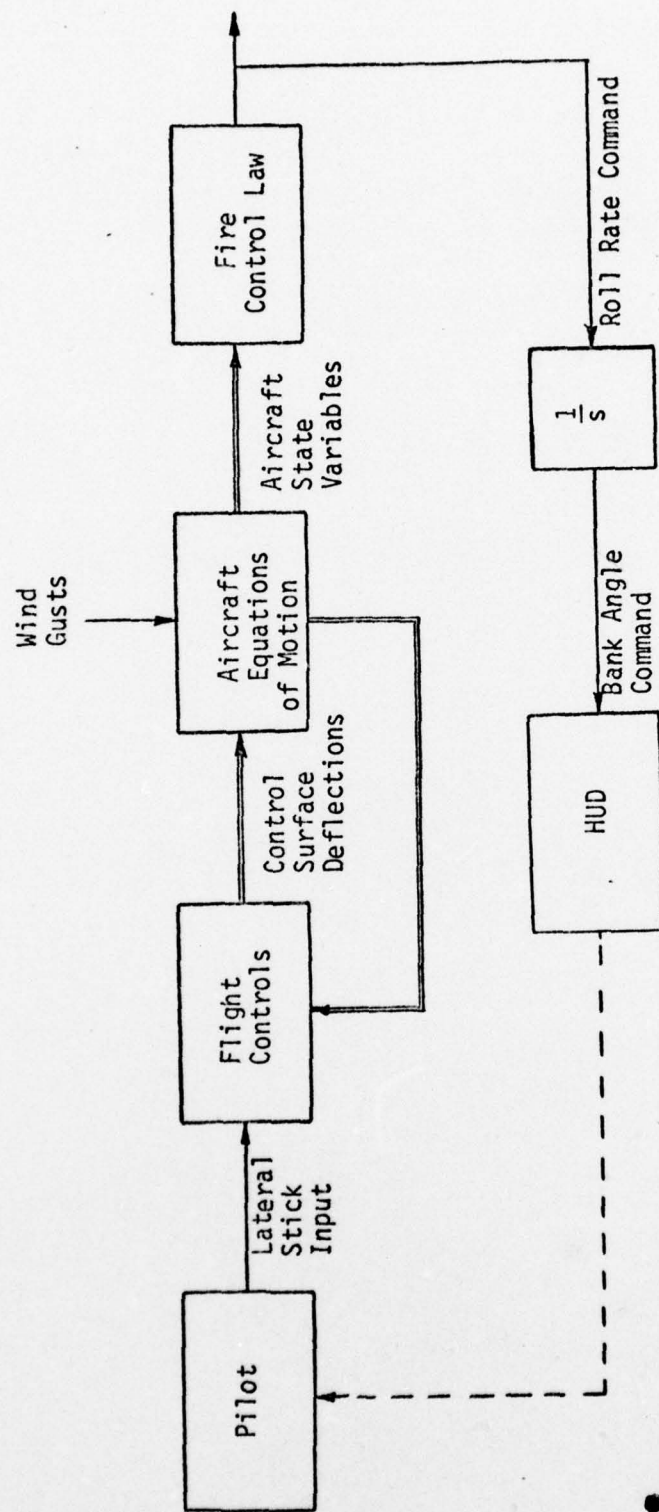 Pilot
Lateral
Stick
Input
Flight
Controls
Control
Surface
Deflections
Wind
Gusts
Aircraft
Equations
of Motion
Aircraft
State
Variables
Fire
Control Law
Roll Rate Command
1
s
Bank Angle
Command
HUD